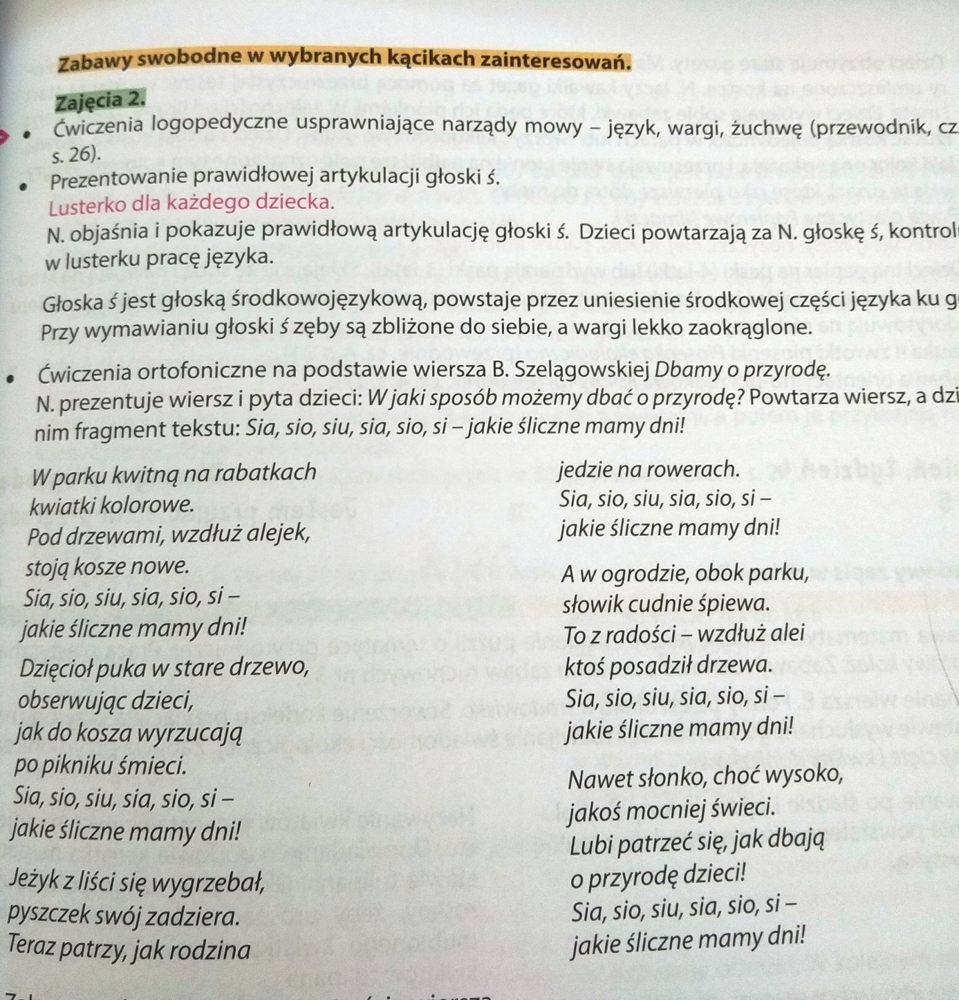 Zabawy swobodne w wybranych kącikach zainteresowań.
Zajęcia 2.
• Ćwiczenia logopedyczne usprawniające narządy mowy – język, wargi, żuchwę (przewodnik, cz
s. 26).
• Prezentowanie prawidłowej artykulacji głoski ś.
Lusterko dla każdego dziecka.
N. objaśnia i pokazuje prawidłową artykulację głoski ś. Dzieci powtarzają za N. głoskę ś,
w lusterku pracę języka.
Głoska ś jest głoską środkowojęzykową, powstaje przez uniesienie środkowej części języka ku
Przy wymawianiu głoski ś zęby są zbliżone do siebie, a wargi lekko zaokrąglone.
• Ćwiczenia ortofoniczne na podstawie wiersza B. Szelągowskiej Dbamy o przyrodę.
N. prezentuje wiersz i pyta dzieci: W jaki sposób możemy dbać o przyrodę? Powtarza wiersz, a
nim fragment tekstu: Sia, sio, siu, sia, sio, si – jakie śliczne mamy dni!
W parku kwitną na rabatkach
kwiatki kolorowe.
Pod drzewami, wzdłuż alejek,
stoją kosze nowe.
Sia, sio, siu, sia, sio, si –
jakie śliczne mamy dni!
Dzięcioł puka w stare drzewo,
obserwując dzieci,
jak do kosza wyrzucają
po pikniku śmieci.
Sia, sio, siu, sia, sio, si –
jakie śliczne mamy dni!
Jeżyk z liści się wygrzebał,
pyszczek swój zadziera.
Teraz patrzy, jak rodzina
jedzie na rowerach.
Sia, sio, siu, sia, sio, si –
jakie śliczne mamy dni!
A w ogrodzie, obok parku,
słowik cudnie śpiewa.
To z radości – wzdłuż alei
ktoś posadził drzewa.
Sia, sio, siu, sia, sio, si –
jakie śliczne mamy dni!
Nawet słonko, choć wysoko,
jakoś mocniej świeci.
Lubi patrzeć się, jak dbają
o przyrodę dzieci!
Sia, sio, siu, sia, sio, si –
jakie śliczne mamy dni!